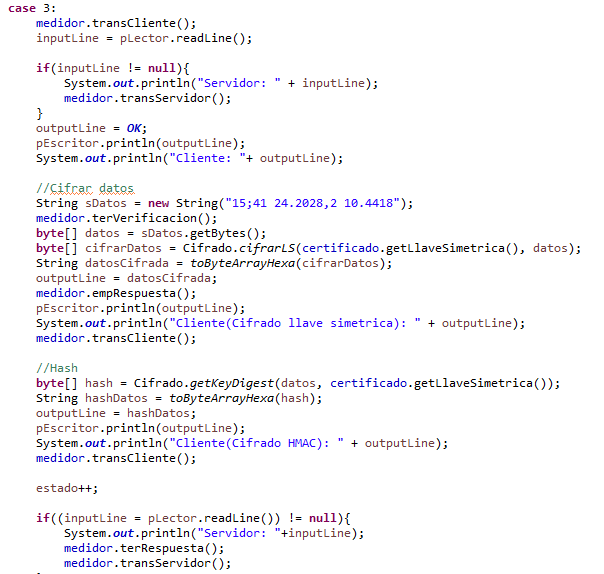 case 3:
    medidor.transCliente();
    inputLine = pLector.readLine();

    if(inputLine != null){
        System.out.println("Servidor: " + inputLine);
        medidor.transServidor();
    }
    outputLine = OK;
    pEscritor.println(outputLine);
    System.out.println("Cliente: "+ outputLine);

    //Cifrar datos
    String sDatos = new String("15;41 24.2028,2 10.4418");
    medidor.terVerificacion();
    byte[] datos = sDatos.getBytes();
    byte[] cifrarDatos = Cifrado.cifrarLS(certificado.getLlaveSimetrica(), datos);
    String datosCifrada = toByteArrayHexa(cifrarDatos);
    outputLine = datosCifrada;
    medidor.empRespuesta();
    pEscritor.println(outputLine);
    System.out.println("Cliente(Cifrado llave simetrica): " + outputLine);
    medidor.transCliente();

    //Hash
    byte[] hash = Cifrado.getKeyDigest(datos, certificado.getLlaveSimetrica());
    String hashDatos = toByteArrayHexa(hash);
    outputLine = hashDatos;
    pEscritor.println(outputLine);
    System.out.println("Cliente(Cifrado HMAC): " + outputLine);
    medidor.transCliente();

    estado++;

    if((inputLine = pLector.readLine()) != null){
        System.out.println("Servidor: "+inputLine);
        medidor.terRespuesta();
        medidor.transServidor();